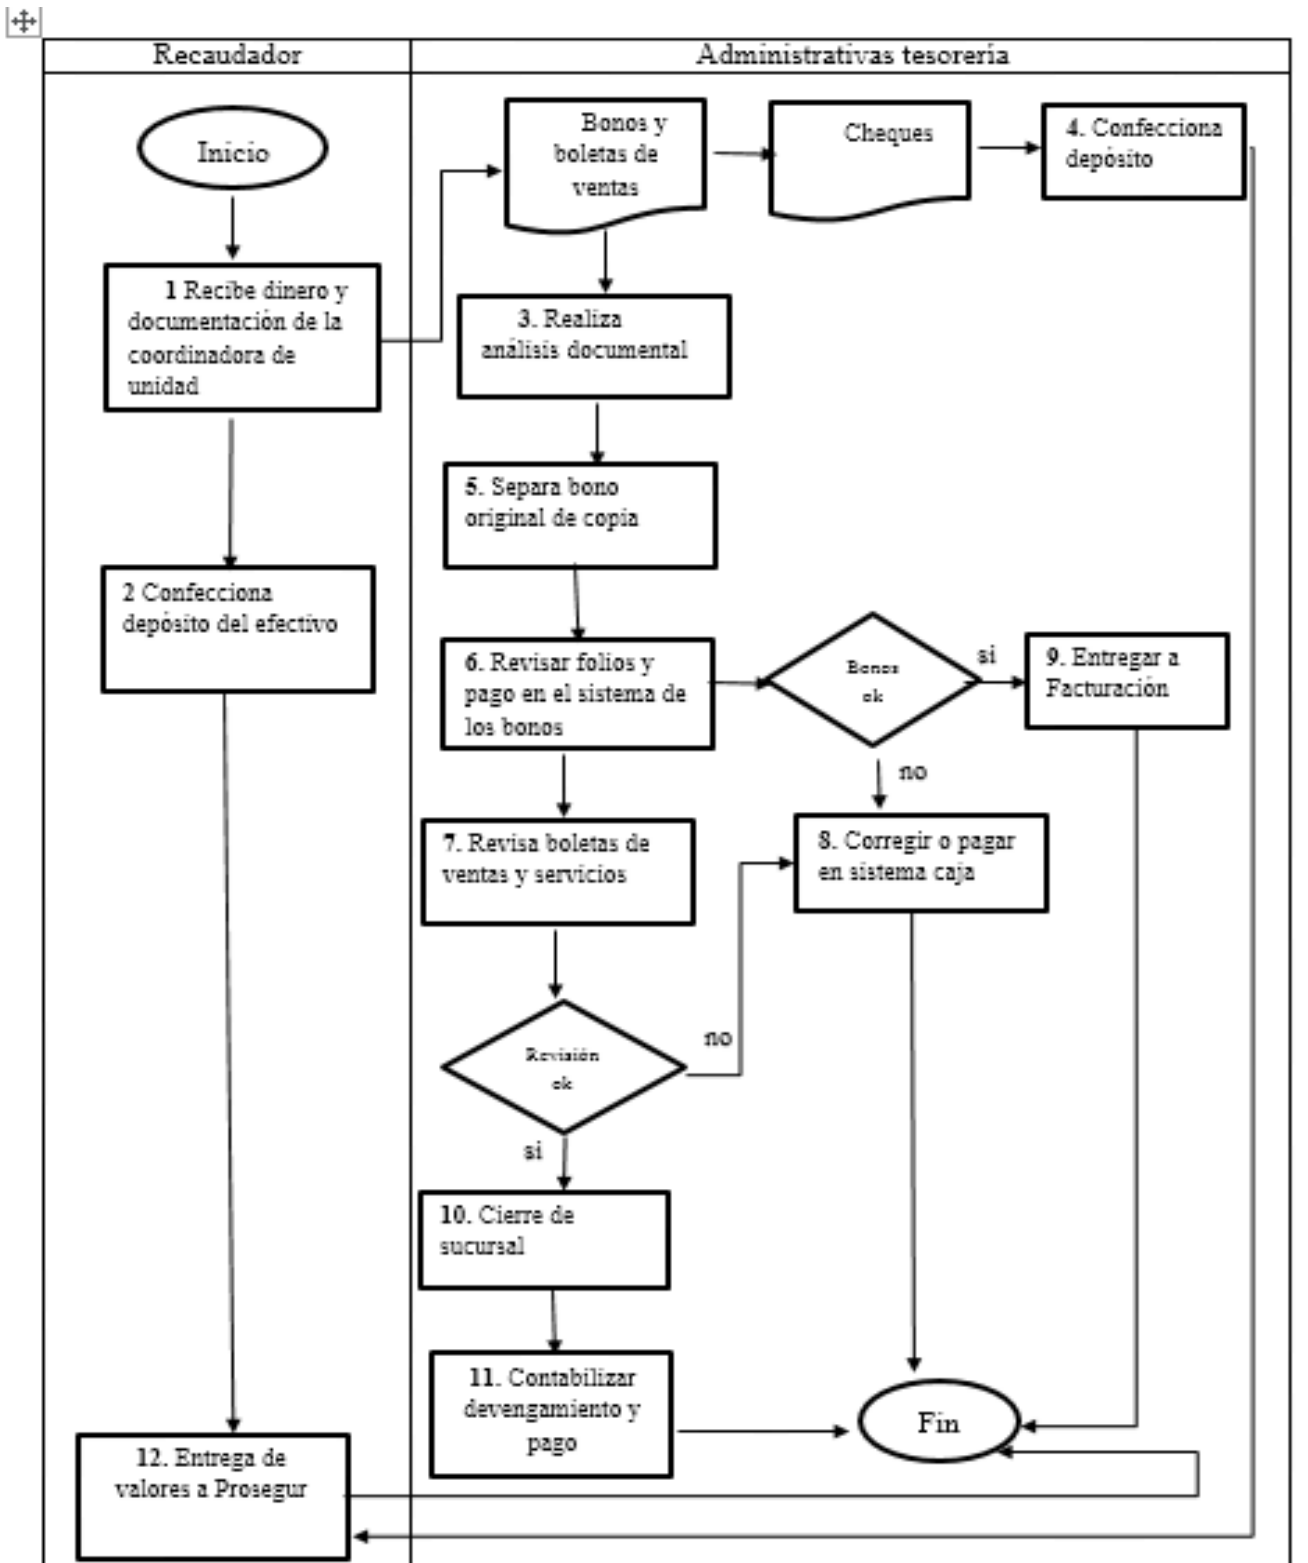 Recaudador
Administrativas tesorería
Inicio
Bonos y
boletas de
ventas
Cheques
4. Confecciona
depósito
1 Recibe dinero y
documentación de la
coordinadora de
unidad
3. Realiza
análisis documental
5. Separa bono
original de copia
2 Confecciona
depósito del efectivo
6. Revisar folios y
pago en el sistema de
los bonos
Bonos
ok
si
9. Entregar a
Facturación
no
7. Revisa boletas de
ventas y servicios
8. Corregir o pagar
en sistema caja
Revisión
ok
no
si
10. Cierre de
sucursal
11. Contabilizar
devengamiento y
pago
Fin
12. Entrega de
valores a Prosegur